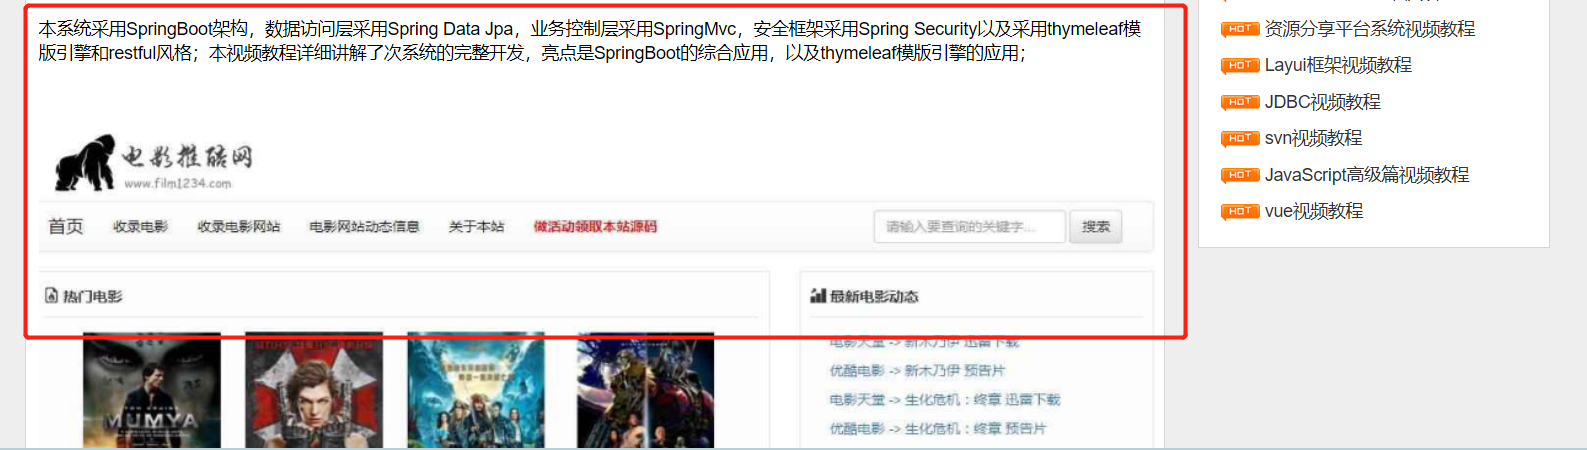 本系统采用SpringBoot架构，数据访问层采用Spring Data Jpa，业务控制层采用SpringMvc，安全框架采用Spring Security以及采用thymeleaf模
版引擎和restful风格；本视频教程详细讲解了次系统的完整开发，亮点是SpringBoot的综合应用，以及thymeleaf模版引擎的应用；
电影推酷网
www.film1234.com
首页 收录电影 收录电影网站 电影网站动态信息 关于本站 做活动领取本站源码 请输入要查询的关键字... 搜索
热门电影
MUMYA
最新电影动态
电影天堂 -> 新木乃伊 迅雷下载
优酷电影 -> 新木乃伊 预告片
电影天堂 -> 生化危机：终章 迅雷下载
优酷电影 -> 生化危机：终章 预告片
HOT 资源分享平台系统视频教程
HOT Layui框架视频教程
HOT JDBC视频教程
HOT svn视频教程
HOT JavaScript高级篇视频教程
HOT vue视频教程